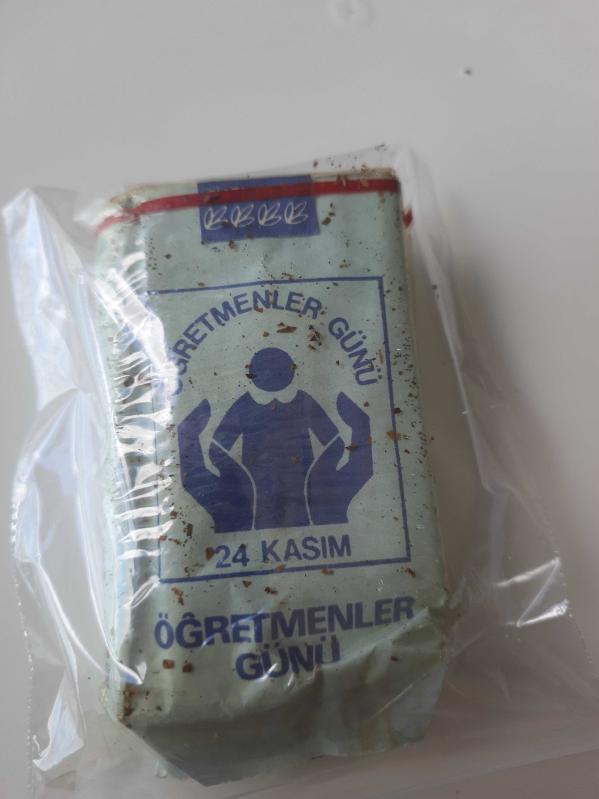 ÖĞRETMENLER GÜNÜ
24 KASIM
ÖĞRETMENLER
GÜNÜ